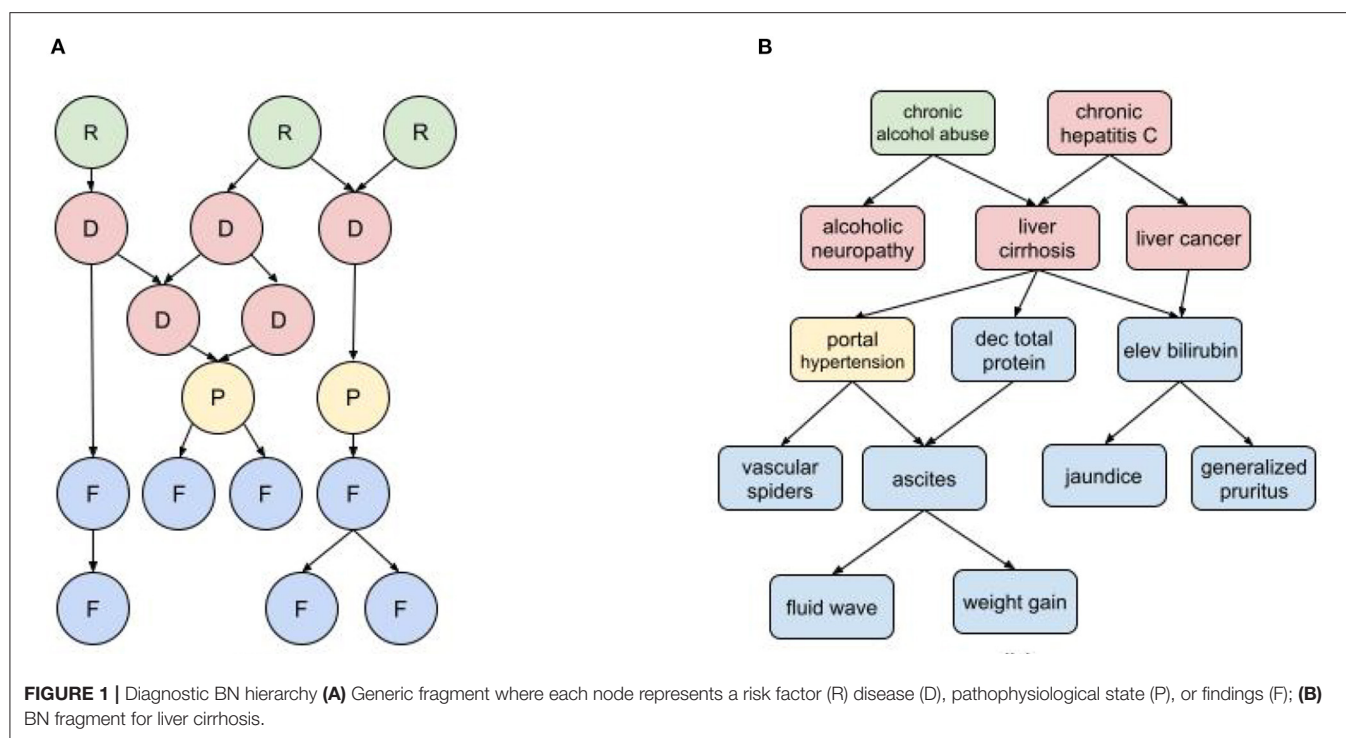 A
R
R
R
D
D
D
D
D
P
P
F
F
F
F
F
F
F
B
chronic
alcohol abuse
chronic
hepatitis C
alcoholic
neuropathy
liver
cirrhosis
liver cancer
portal
hypertension
dec total
protein
elev bilirubin
vascular
spiders
ascites
jaundice
generalized
pruritus
fluid wave
weight gain
FIGURE 1 | Diagnostic BN hierarchy (A) Generic fragment where each node represents a risk factor (R) disease (D), pathophysiological state (P), or findings (F); (B)
BN fragment for liver cirrhosis.